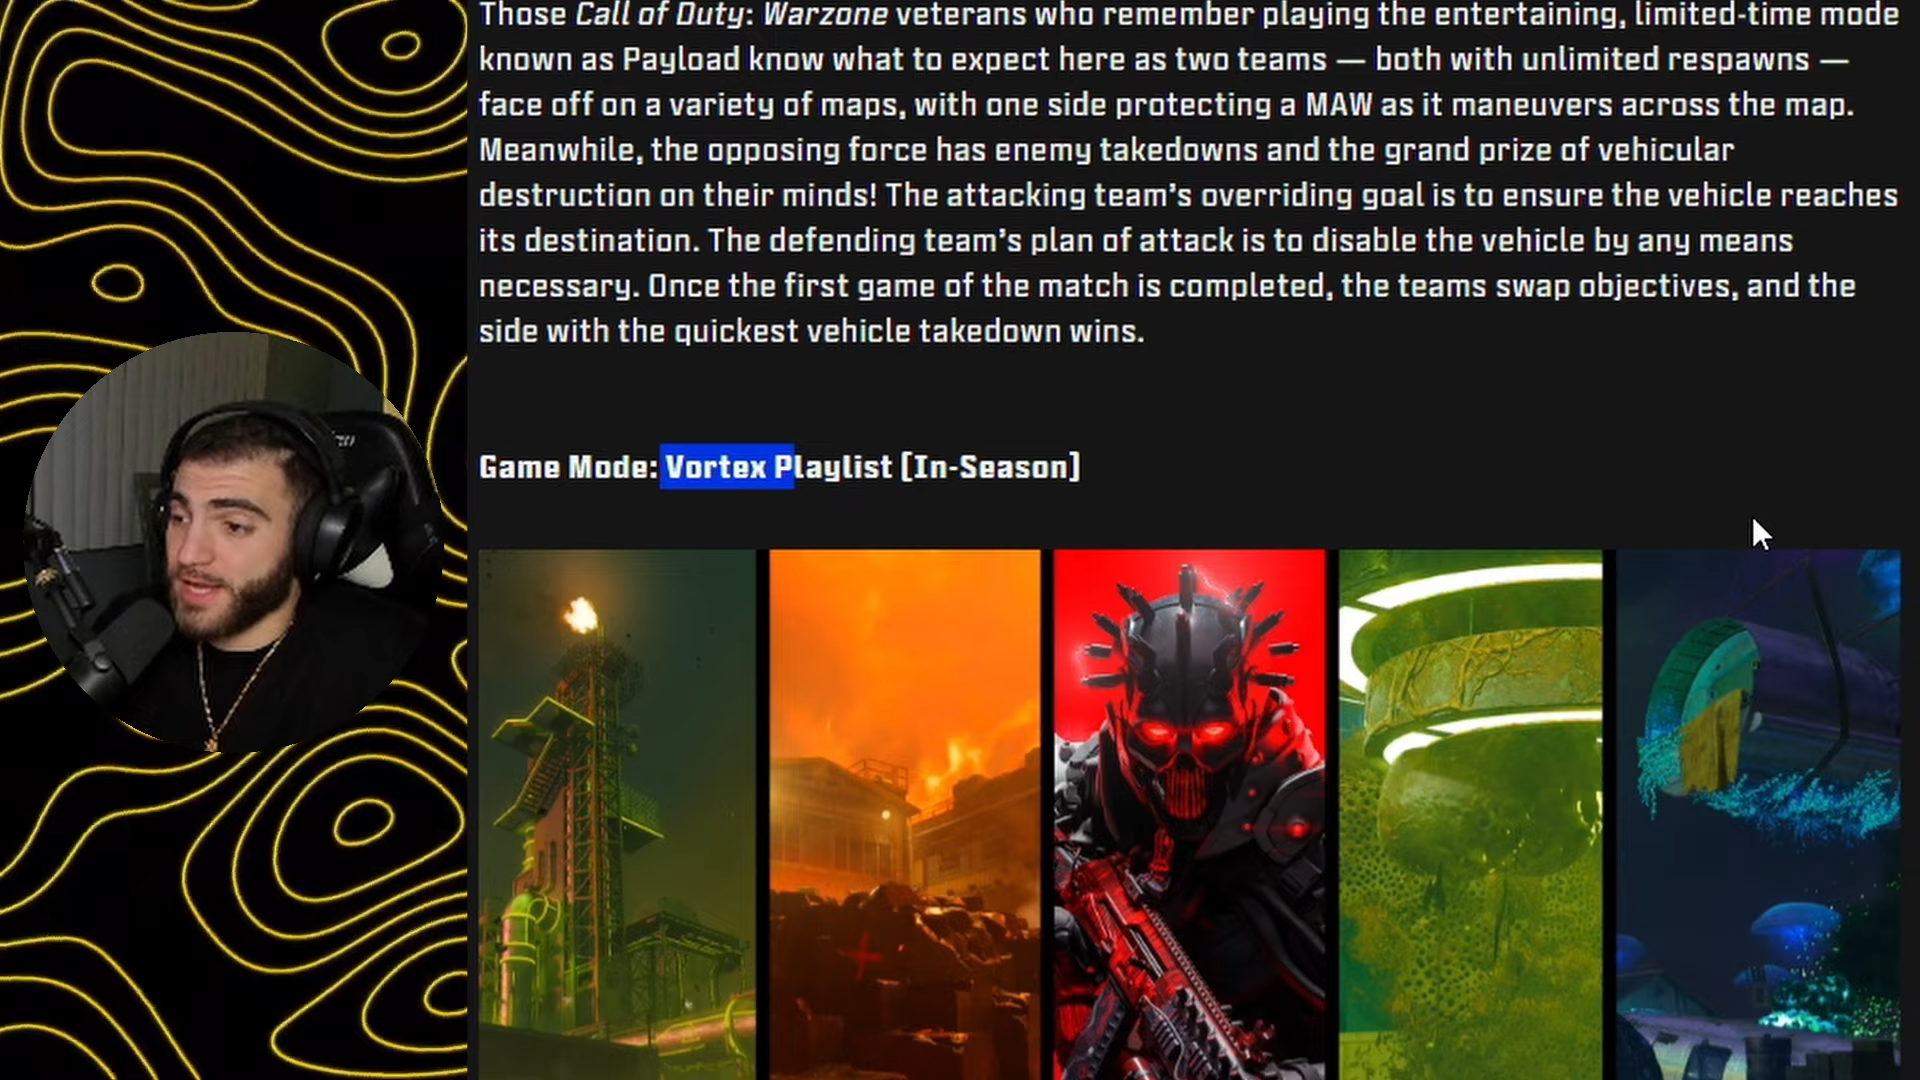 Those Call of Duty: Warzone veterans who remember playing the entertaining, limited-time mode
known as Payload know what to expect here as two teams — both with unlimited respawns —
face off on a variety of maps, with one side protecting a MAW as it maneuvers across the map.
Meanwhile, the opposing force has enemy takedowns and the grand prize of vehicular
destruction on their minds! The attacking team’s overriding goal is to ensure the vehicle reaches
its destination. The defending team’s plan of attack is to disable the vehicle by any means
necessary. Once the first game of the match is completed, the teams swap objectives, and the
side with the quickest vehicle takedown wins.
Game Mode: Vortex Playlist [In-Season]